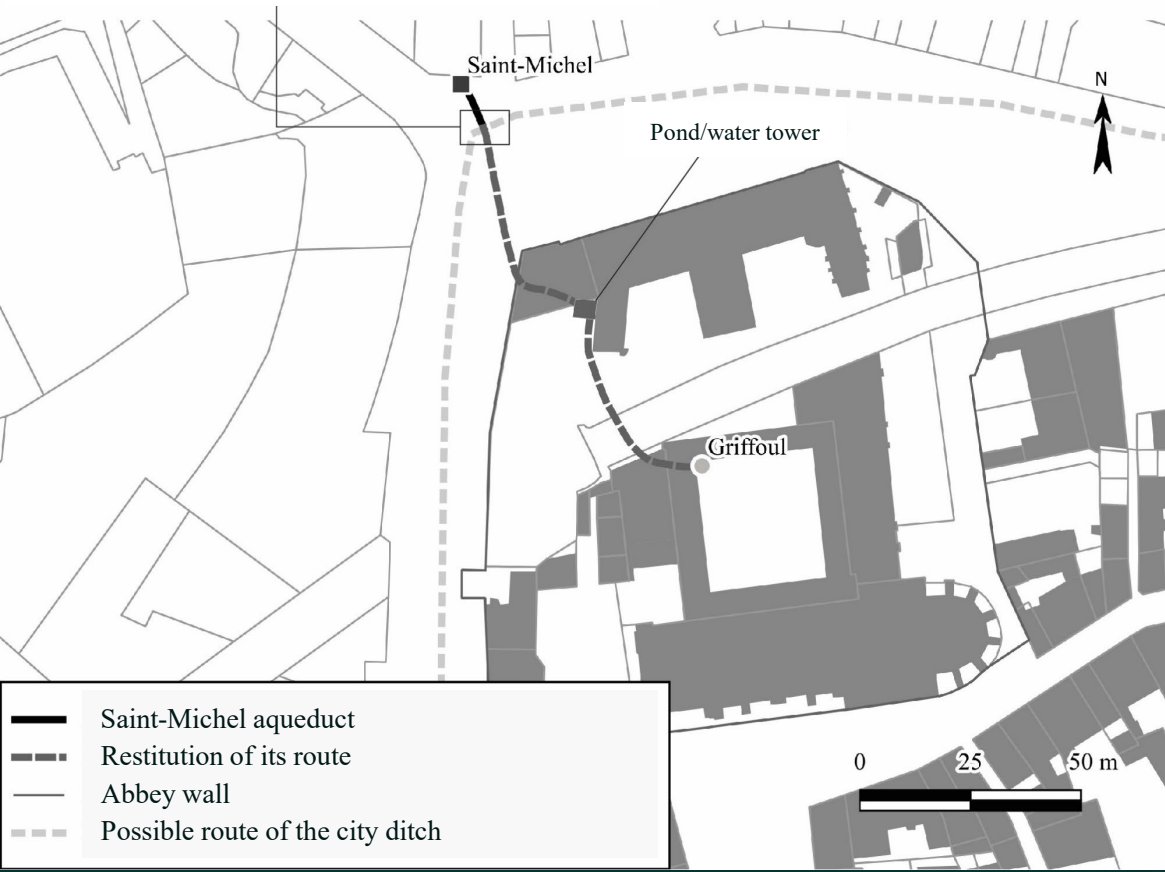 Saint-Michel
N
Pond/water tower
Griffoul
Saint-Michel aqueduct
Restitution of its route
Abbey wall
Possible route of the city ditch
0 25 50 m